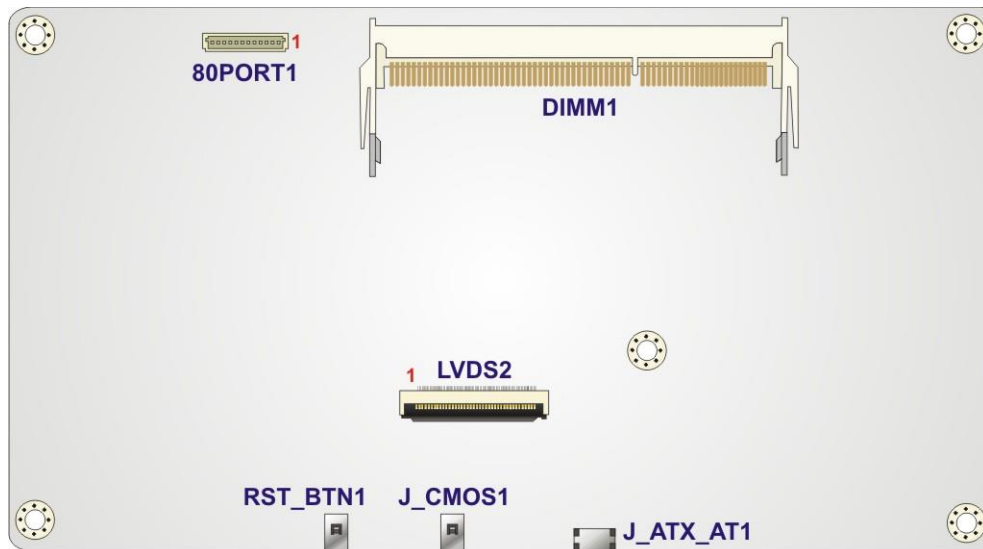 1
80PORT1
DIMM1
1
LVDS2
RST_BTN1
J_CMOS1
J_ATX_AT1